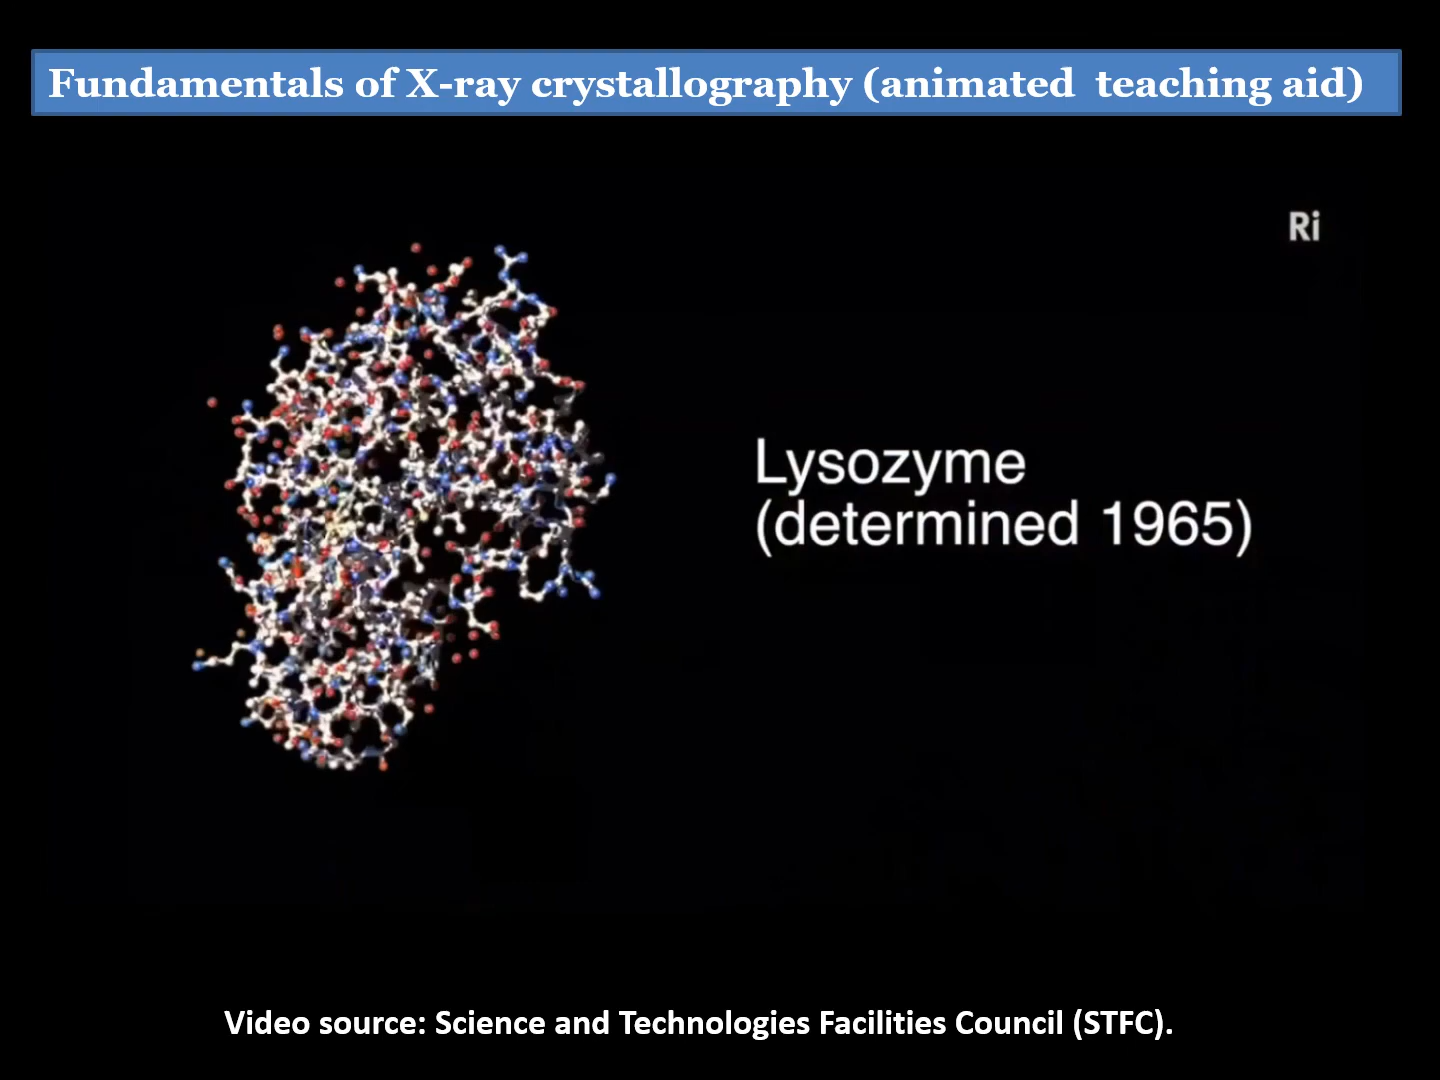 Fundamentals of X-ray crystallography (animated teaching aid)
Ri
Lysozyme
(determined 1965)
Video source: Science and Technologies Facilities Council (STFC).